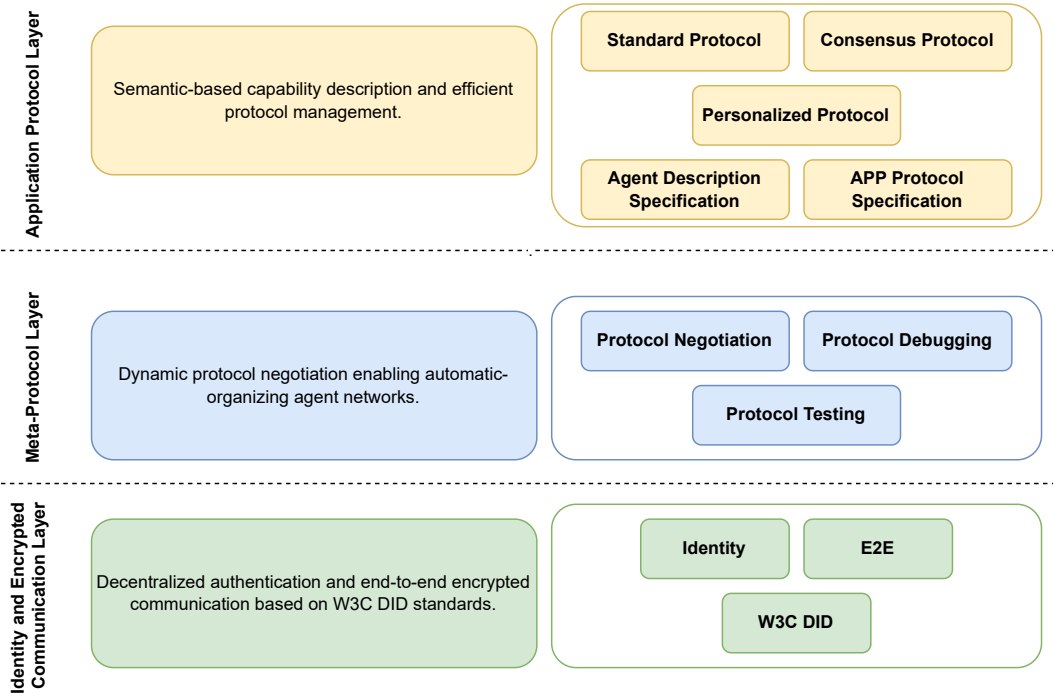 Application Protocol Layer
Semantic-based capability description and efficient
protocol management.
Standard Protocol
Consensus Protocol
Personalized Protocol
Agent Description
Specification
APP Protocol
Specification
Meta-Protocol Layer
Dynamic protocol negotiation enabling automatic-
organizing agent networks.
Protocol Negotiation
Protocol Debugging
Protocol Testing
Identity and Encrypted
Communication Layer
Decentralized authentication and end-to-end encrypted
communication based on W3C DID standards.
Identity
E2E
W3C DID